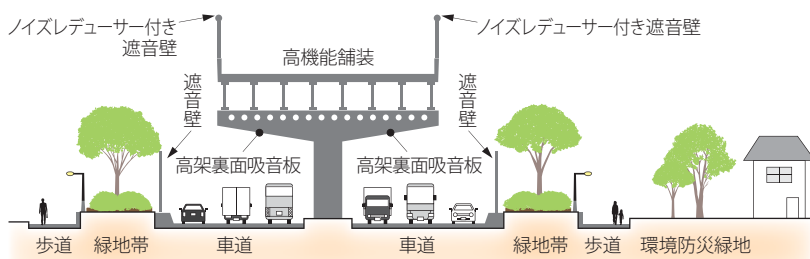 ノイズレデューサー付き
遮音壁
ノイズレデューサー付き遮音壁
高機能舗装
遮音壁
遮音壁
高架裏面吸音板
高架裏面吸音板
歩道
緑地帯
車道
車道
緑地帯
歩道
環境防災緑地